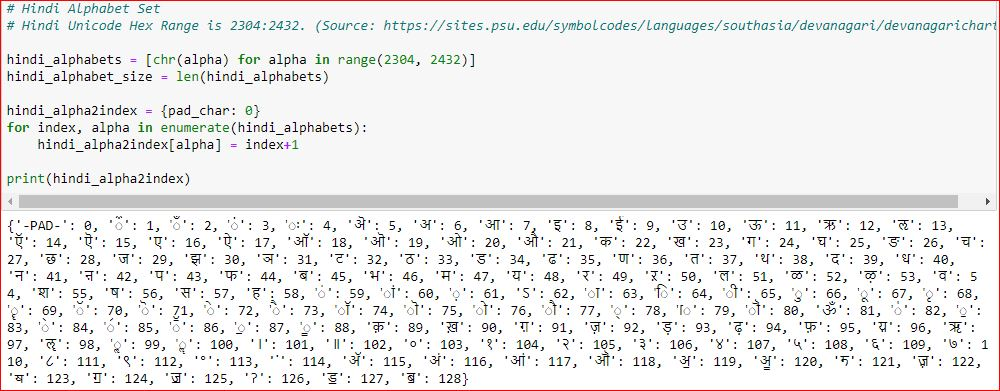 # Hindi Alphabet Set
# Hindi Unicode Hex Range is 2304:2432. (Source: https://sites.psu.edu/symbolcodes/languages/southasia/devanagari/devanagarichart
hindi_alphabets = [chr(alpha) for alpha in range(2304, 2432)]
hindi_alphabet_size = len(hindi_alphabets)
hindi_alpha2index = {pad_char: 0}
for index, alpha in enumerate(hindi_alphabets):
hindi_alpha2index[alpha] = index+1
print(hindi_alpha2index)
{'-PAD-': 0, 'ऀ': 1, 'ँ': 2, 'ं': 3, 'ः': 4, 'ऄ': 5, 'अ': 6, 'आ': 7, 'इ': 8, 'ई': 9, 'उ': 10, 'ऊ': 11, 'ऋ': 12, 'ऌ': 13,
'ऍ': 14, 'ऎ': 15, 'ए': 16, 'ऐ': 17, 'ऑ': 18, 'ऒ': 19, 'ओ': 20, 'औ': 21, 'क': 22, 'ख': 23, 'ग': 24, 'घ': 25, 'ङ': 26, 'च':
27, 'छ': 28, 'ज': 29, 'झ': 30, 'ञ': 31, 'ट': 32, 'ठ': 33, 'ड': 34, 'ढ': 35, 'ण': 36, 'त': 37, 'थ': 38, 'द': 39, 'ध': 40,
'न': 41, 'ऩ': 42, 'प': 43, 'फ': 44, 'ब': 45, 'भ': 46, 'म': 47, 'य': 48, 'र': 49, 'ऱ': 50, 'ल': 51, 'ळ': 52, 'ऴ': 53, 'व': 5
4, 'श': 55, 'ष': 56, 'स': 57, 'ह': 58, 'ऺ': 59, 'ऻ': 60, '़': 61, 'ऽ': 62, 'ा': 63, 'ि': 64, 'ी': 65, 'ु': 66, 'ू': 67, 'ृ': 68,
'ॄ': 69, 'ॅ': 70, 'ॆ': 71, 'े': 72, 'ै': 73, 'ॉ': 74, 'ॊ': 75, 'ो': 76, 'ौ': 77, '्': 78, 'ॎ': 79, 'ॏ': 80, 'ॐ': 81, '॑': 82, '॒':
83, '॓': 84, '॔': 85, 'ॕ': 86, 'ॖ': 87, 'ॗ': 88, 'क़': 89, 'ख़': 90, 'ग़': 91, 'ज़': 92, 'ड़': 93, 'ढ़': 94, 'फ़': 95, 'य़': 96, 'ॠ':
97, 'ॡ': 98, 'ॢ': 99, 'ॣ': 100, '।': 101, '॥': 102, '०': 103, '१': 104, '२': 105, '३': 106, '४': 107, '५': 108, '६': 109, '७': 1
10, '८': 111, '९': 112, '॰': 113, 'ॱ': 114, 'ॲ': 115, 'ॳ': 116, 'ॴ': 117, 'ॵ': 118, 'ॶ': 119, 'ॷ': 120, 'ॸ': 121, 'ॹ': 122,
'ॺ': 123, 'ॻ': 124, 'ॼ': 125, 'ॽ': 126, 'ॾ': 127, 'ॿ': 128}